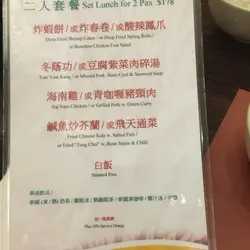 二人套餐 Set Lunch for 2 Pax $178
炸蝦餅/或炸春卷/或酸辣鳳爪
Deep Fried Shrimp Cakes / or Deep Fried Spring Rolls /
or Boneless Chicken Feet Salad
冬蔭功/或豆腐紫菜肉碎湯
Tom Yum Kung / or Minced Pork, Bean Curd & Seaweed Soup
海南雞/或青咖喱豬頸肉
Hai Nam Chicken / or Grilled Pork w. Green Curry
鹹魚炒芥蘭/或飛天通菜
Fried Chinese Kale w. Salted Fish /
or Fried "Tung Choi" w. Bean Sauce & Chili
白飯
Steamed Rice
加一服務費
Plus 10% Service Charge